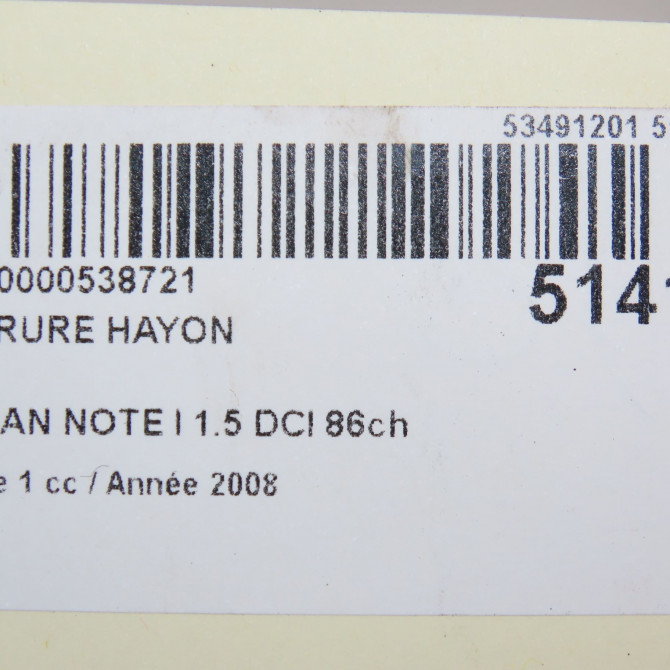 53491201 5
0000538721
514
RURE HAYON
AN NOTE I 1.5 DCI 86ch
e 1 cc / Année 2008